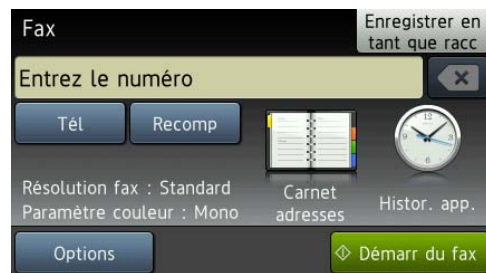 Fax
Enregistrer en
tant que racc
Entrez le numéro
Tél
Recomp
Résolution fax : Standard
Paramètre couleur : Mono
Carnet
adresses
Histor. app.
Options
Démarr du fax